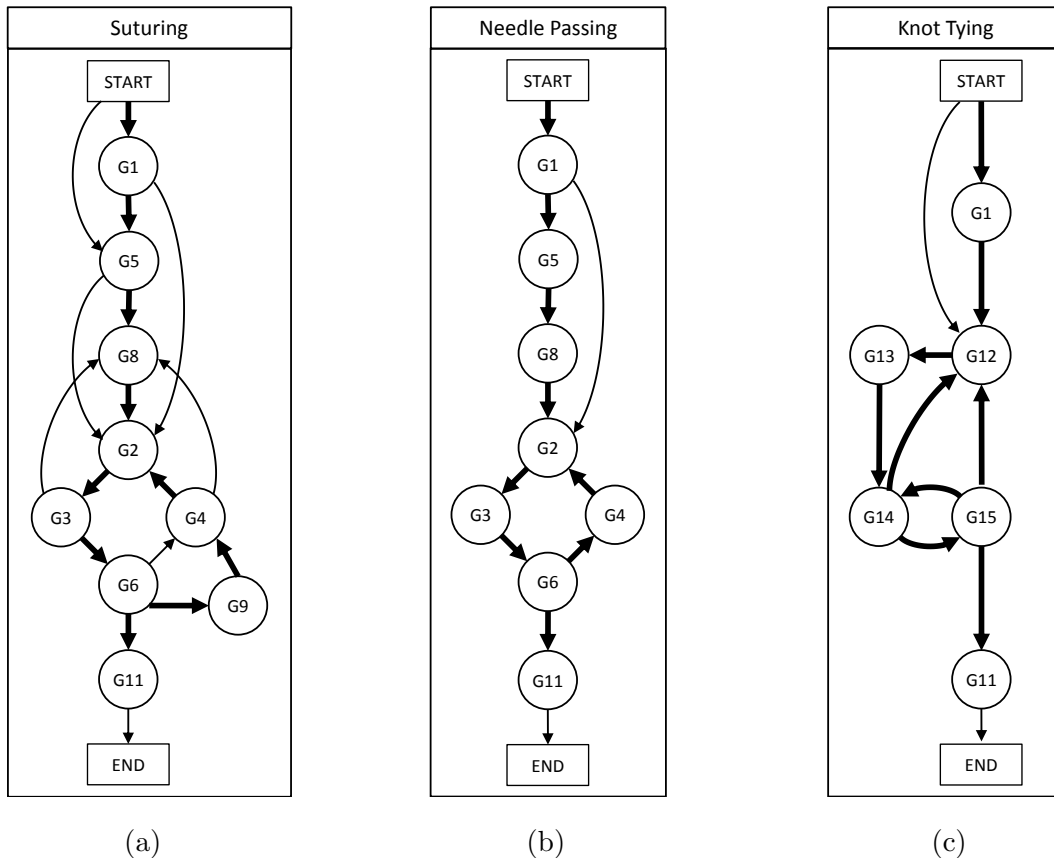 Suturing
START
G1
G5
G8
G2
G3
G4
G6
G9
G11
END
(a)
Needle Passing
START
G1
G5
G8
G2
G3
G4
G6
G11
END
(b)
Knot Tying
START
G1
G13
G12
G14
G15
G11
END
(c)